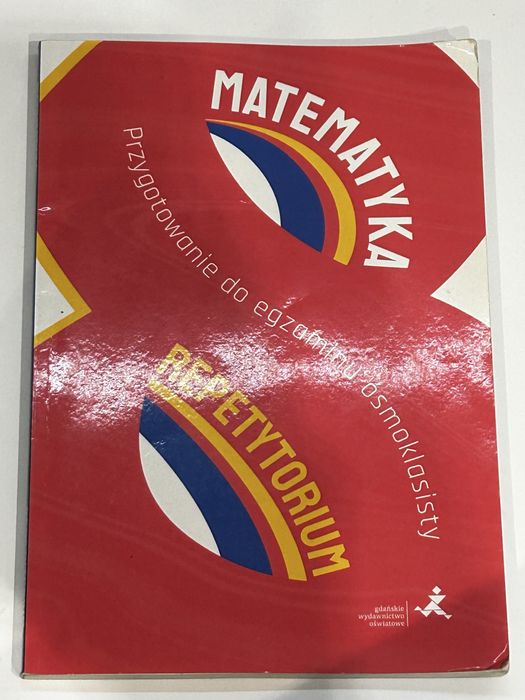 MATEMATYKA
Przygotowanie do egzaminu ósmoklasisty
REPETYTORIUM
gdańskie
wydawnictwo
oświatowe